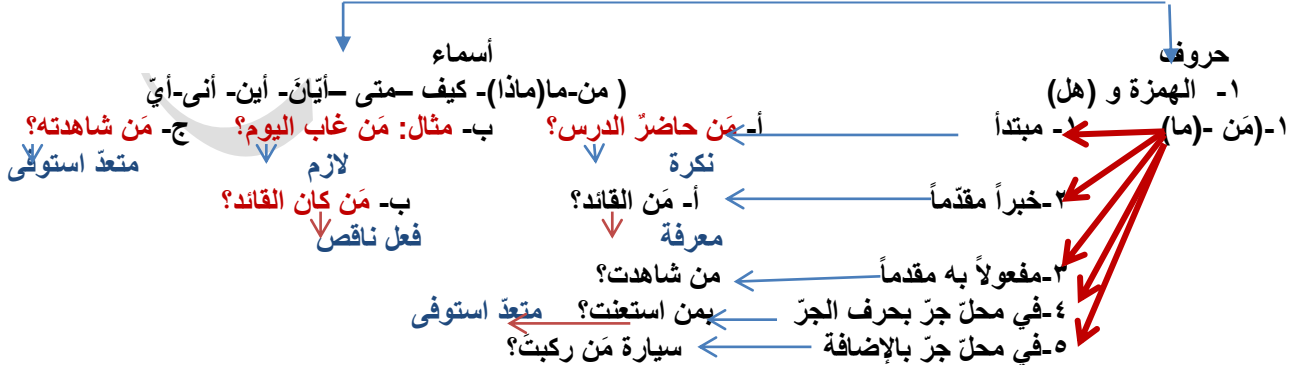 حروف أسماء
١- الهمزة و (هل) ( من-ما(ماذا)- كيف –متى –أيّانَ- أين- أنى-أيّ
١-(مَن -(ما) ١- مبتدأ أ- مَن حاضرٌ الدرس؟ ب- مثال: مَن غاب اليوم؟ ج- مَن شاهدته؟
نكرة لازم متعدّ استوفى
٢-خبراً مقدّماً أ- مَن القائد؟ ب- مَن كان القائد؟
معرفة فعل ناقص
٣-مفعولاً به مقدماً من شاهدت؟
٤-في محلّ جرّ بحرف الجرّ بمن استعنت؟ متعدّ استوفى
٥-في محلّ جرّ بالإضافة سيارة مَن ركبتَ؟